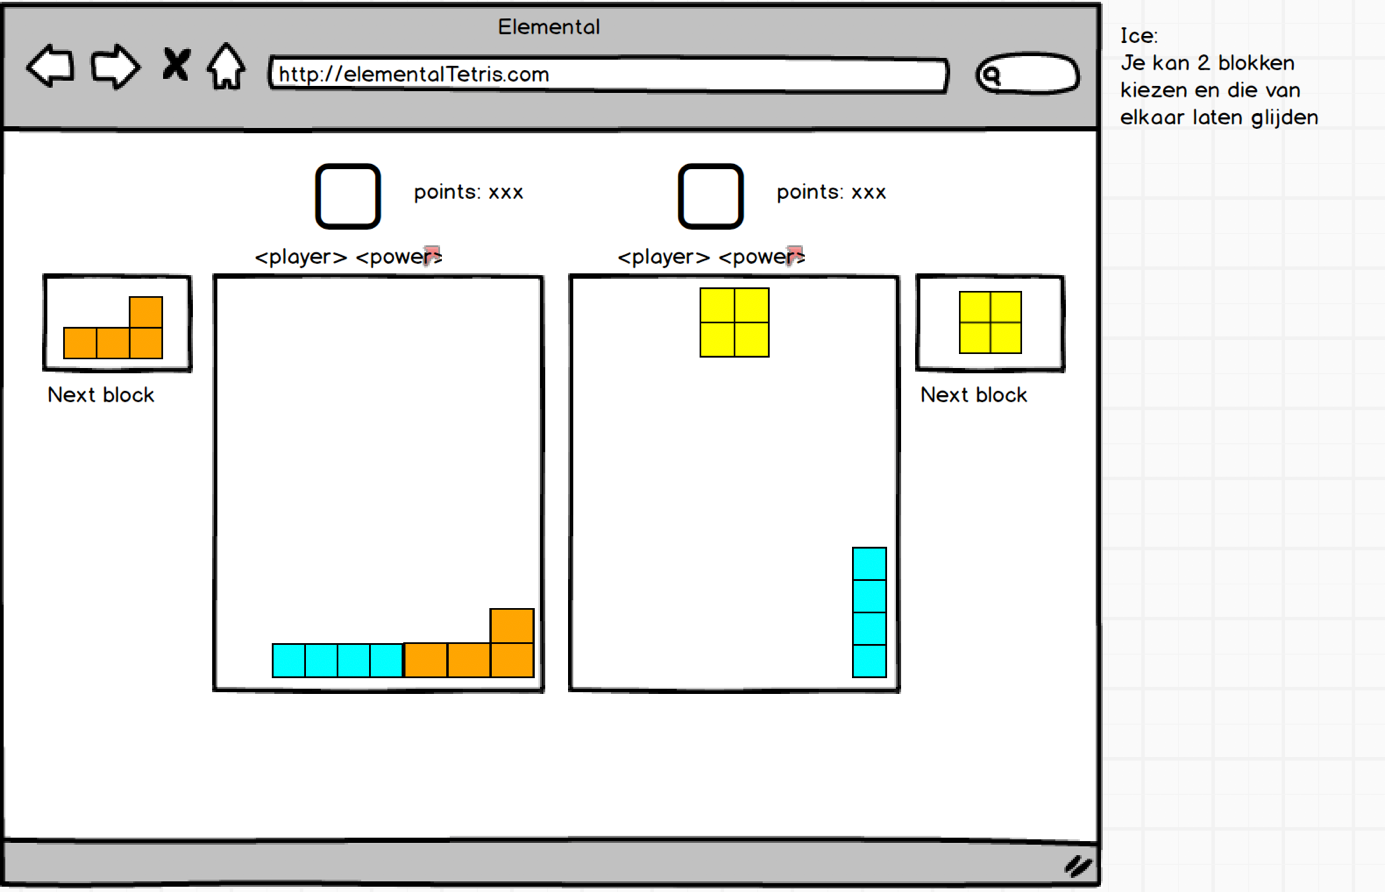 Elemental
http://elementalTetris.com
Ice:
Je kan 2 blokken
kiezen en die van
elkaar laten glijden
points: xxx
points: xxx
<player> <power>
<player> <power>
Next block
Next block